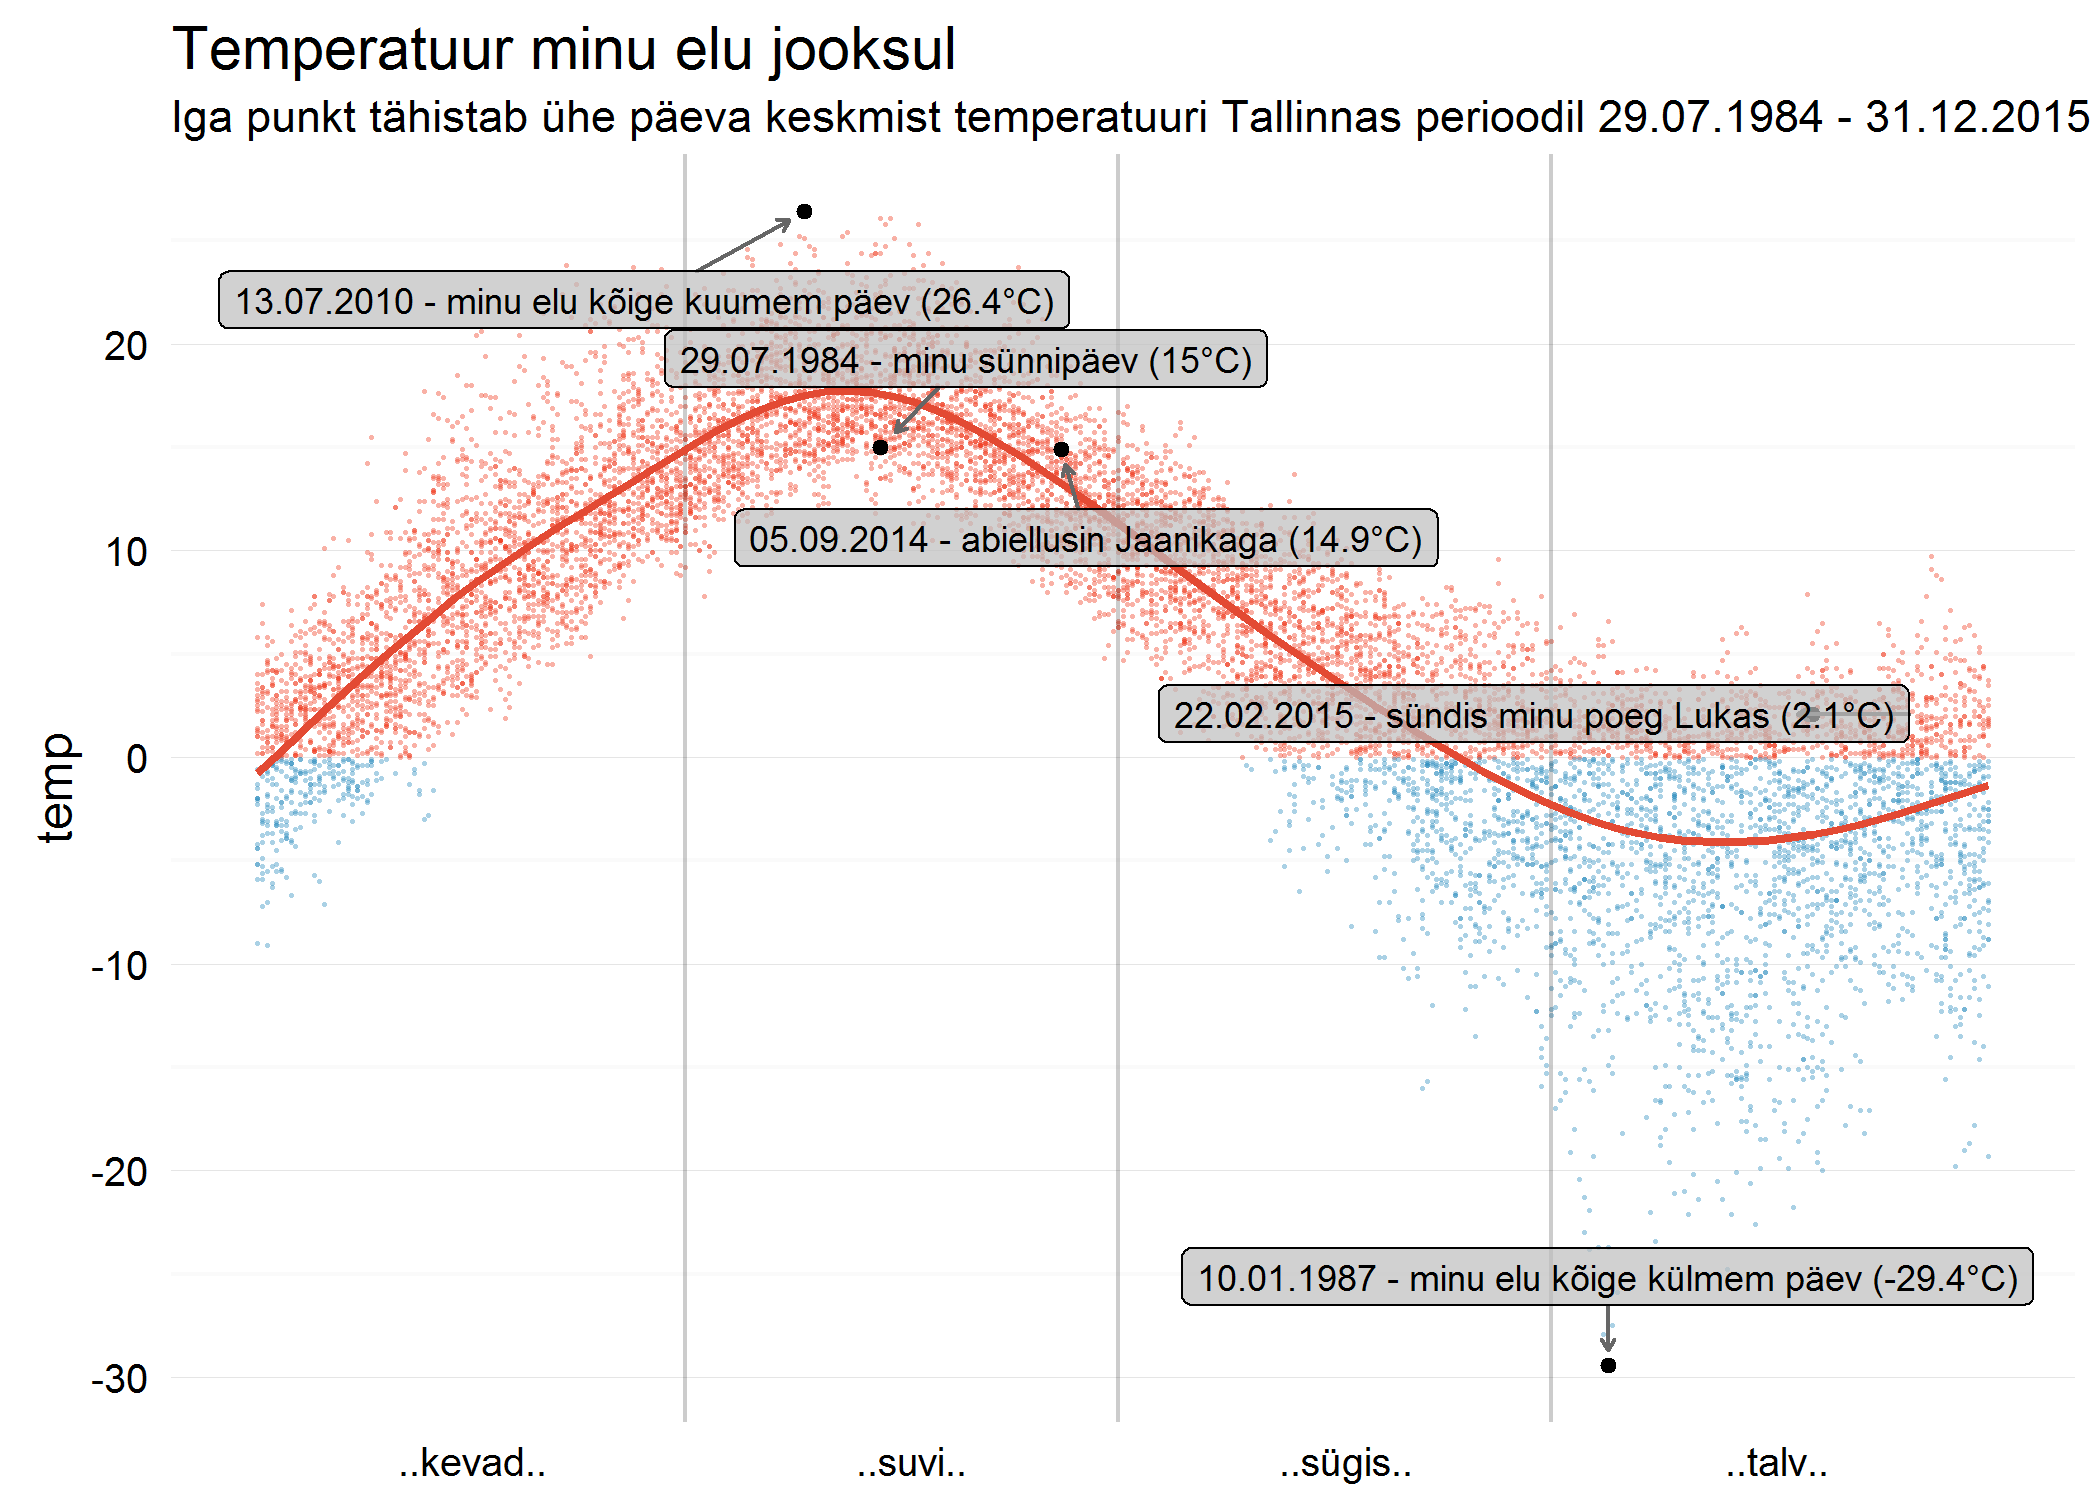 Temperatuur minu elu jooksul
Iga punkt tähistab ühe päeva keskmist temperatuuri Tallinnas perioodil 29.07.1984 - 31.12.2015
13.07.2010 - minu elu kõige kuumem päev (26.4°C)
29.07.1984 - minu sünnipäev (15°C)
05.09.2014 - abiellusin Jaanikaga (14.9°C)
22.02.2015 - sündis minu poeg Lukas (2.1°C)
10.01.1987 - minu elu kõige külmem päev (-29.4°C)
temp
20
10
0
-10
-20
-30
..kevad..
..suvi..
..sügis..
..talv..